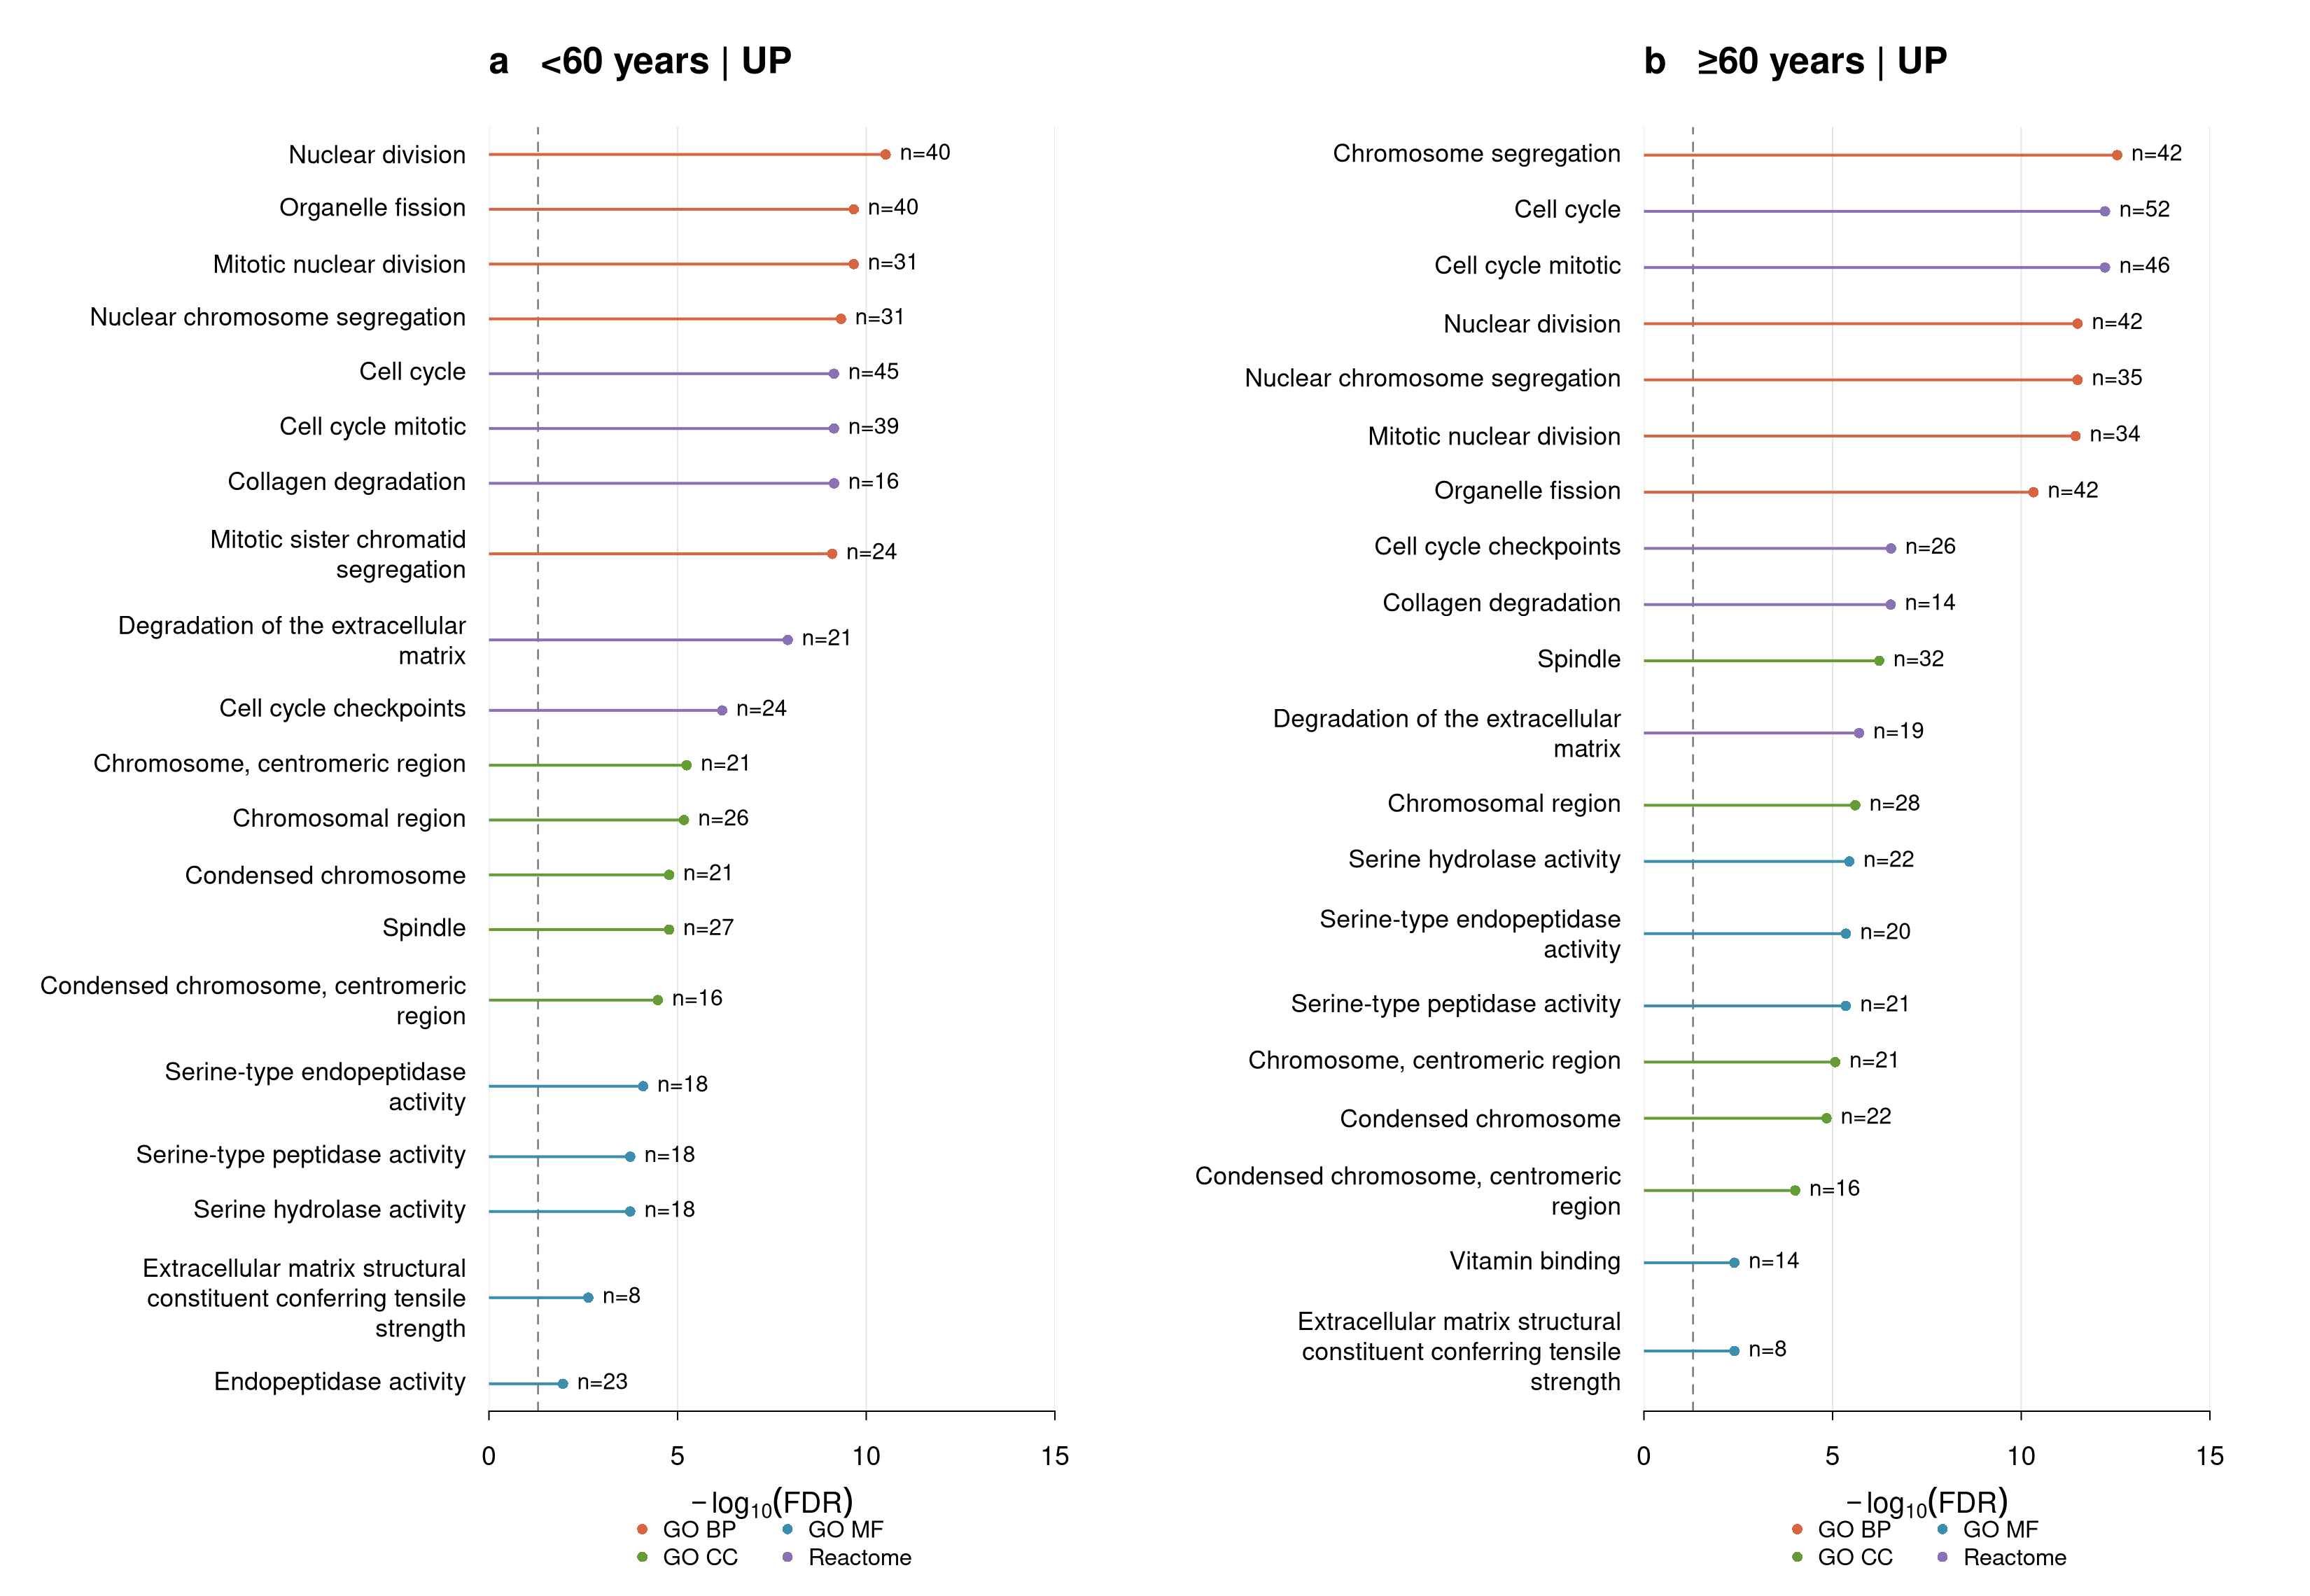 a <60 years | UP
Nuclear division
n=40
Organelle fission
n=40
Mitotic nuclear division
n=31
Nuclear chromosome segregation
n=31
Cell cycle
n=45
Cell cycle mitotic
n=39
Collagen degradation
n=16
Mitotic sister chromatid
segregation
n=24
Degradation of the extracellular
matrix
n=21
Cell cycle checkpoints
n=24
Chromosome, centromeric region
n=21
Chromosomal region
n=26
Condensed chromosome
n=21
Spindle
n=27
Condensed chromosome, centromeric
region
n=16
Serine-type endopeptidase
activity
n=18
Serine-type peptidase activity
n=18
Serine hydrolase activity
n=18
Extracellular matrix structural
constituent conferring tensile
strength
n=8
Endopeptidase activity
n=23
0 5 10 15
−log10(FDR)
GO BP GO MF
GO CC Reactome
b ≥60 years | UP
Chromosome segregation
n=42
Cell cycle
n=52
Cell cycle mitotic
n=46
Nuclear division
n=42
Nuclear chromosome segregation
n=35
Mitotic nuclear division
n=34
Organelle fission
n=42
Cell cycle checkpoints
n=26
Collagen degradation
n=14
Spindle
n=32
Degradation of the extracellular
matrix
n=19
Chromosomal region
n=28
Serine hydrolase activity
n=22
Serine-type endopeptidase
activity
n=20
Serine-type peptidase activity
n=21
Chromosome, centromeric region
n=21
Condensed chromosome
n=22
Condensed chromosome, centromeric
region
n=16
Vitamin binding
n=14
Extracellular matrix structural
constituent conferring tensile
strength
n=8
0 5 10 15
−log10(FDR)
GO BP GO MF
GO CC Reactome